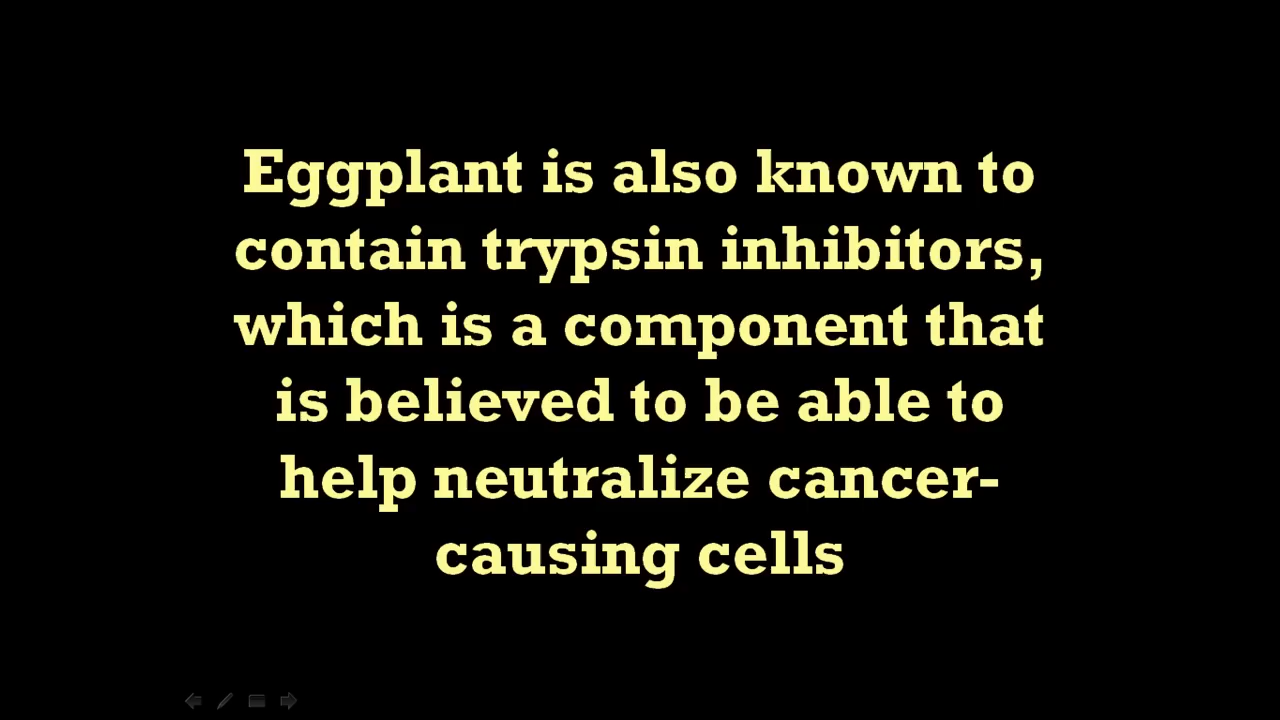 Eggplant is also known to
contain trypsin inhibitors,
which is a component that
is believed to be able to
help neutralize cancer-
causing cells